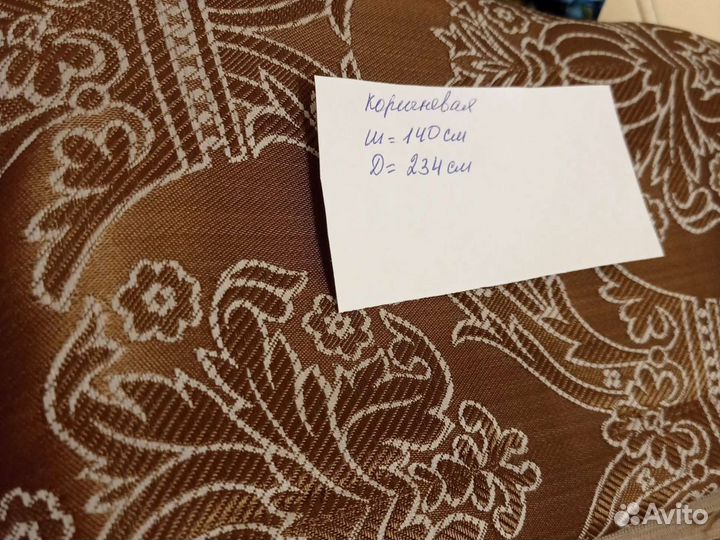 Коричневая
Ш = 140 см
Д = 234 см
Avito